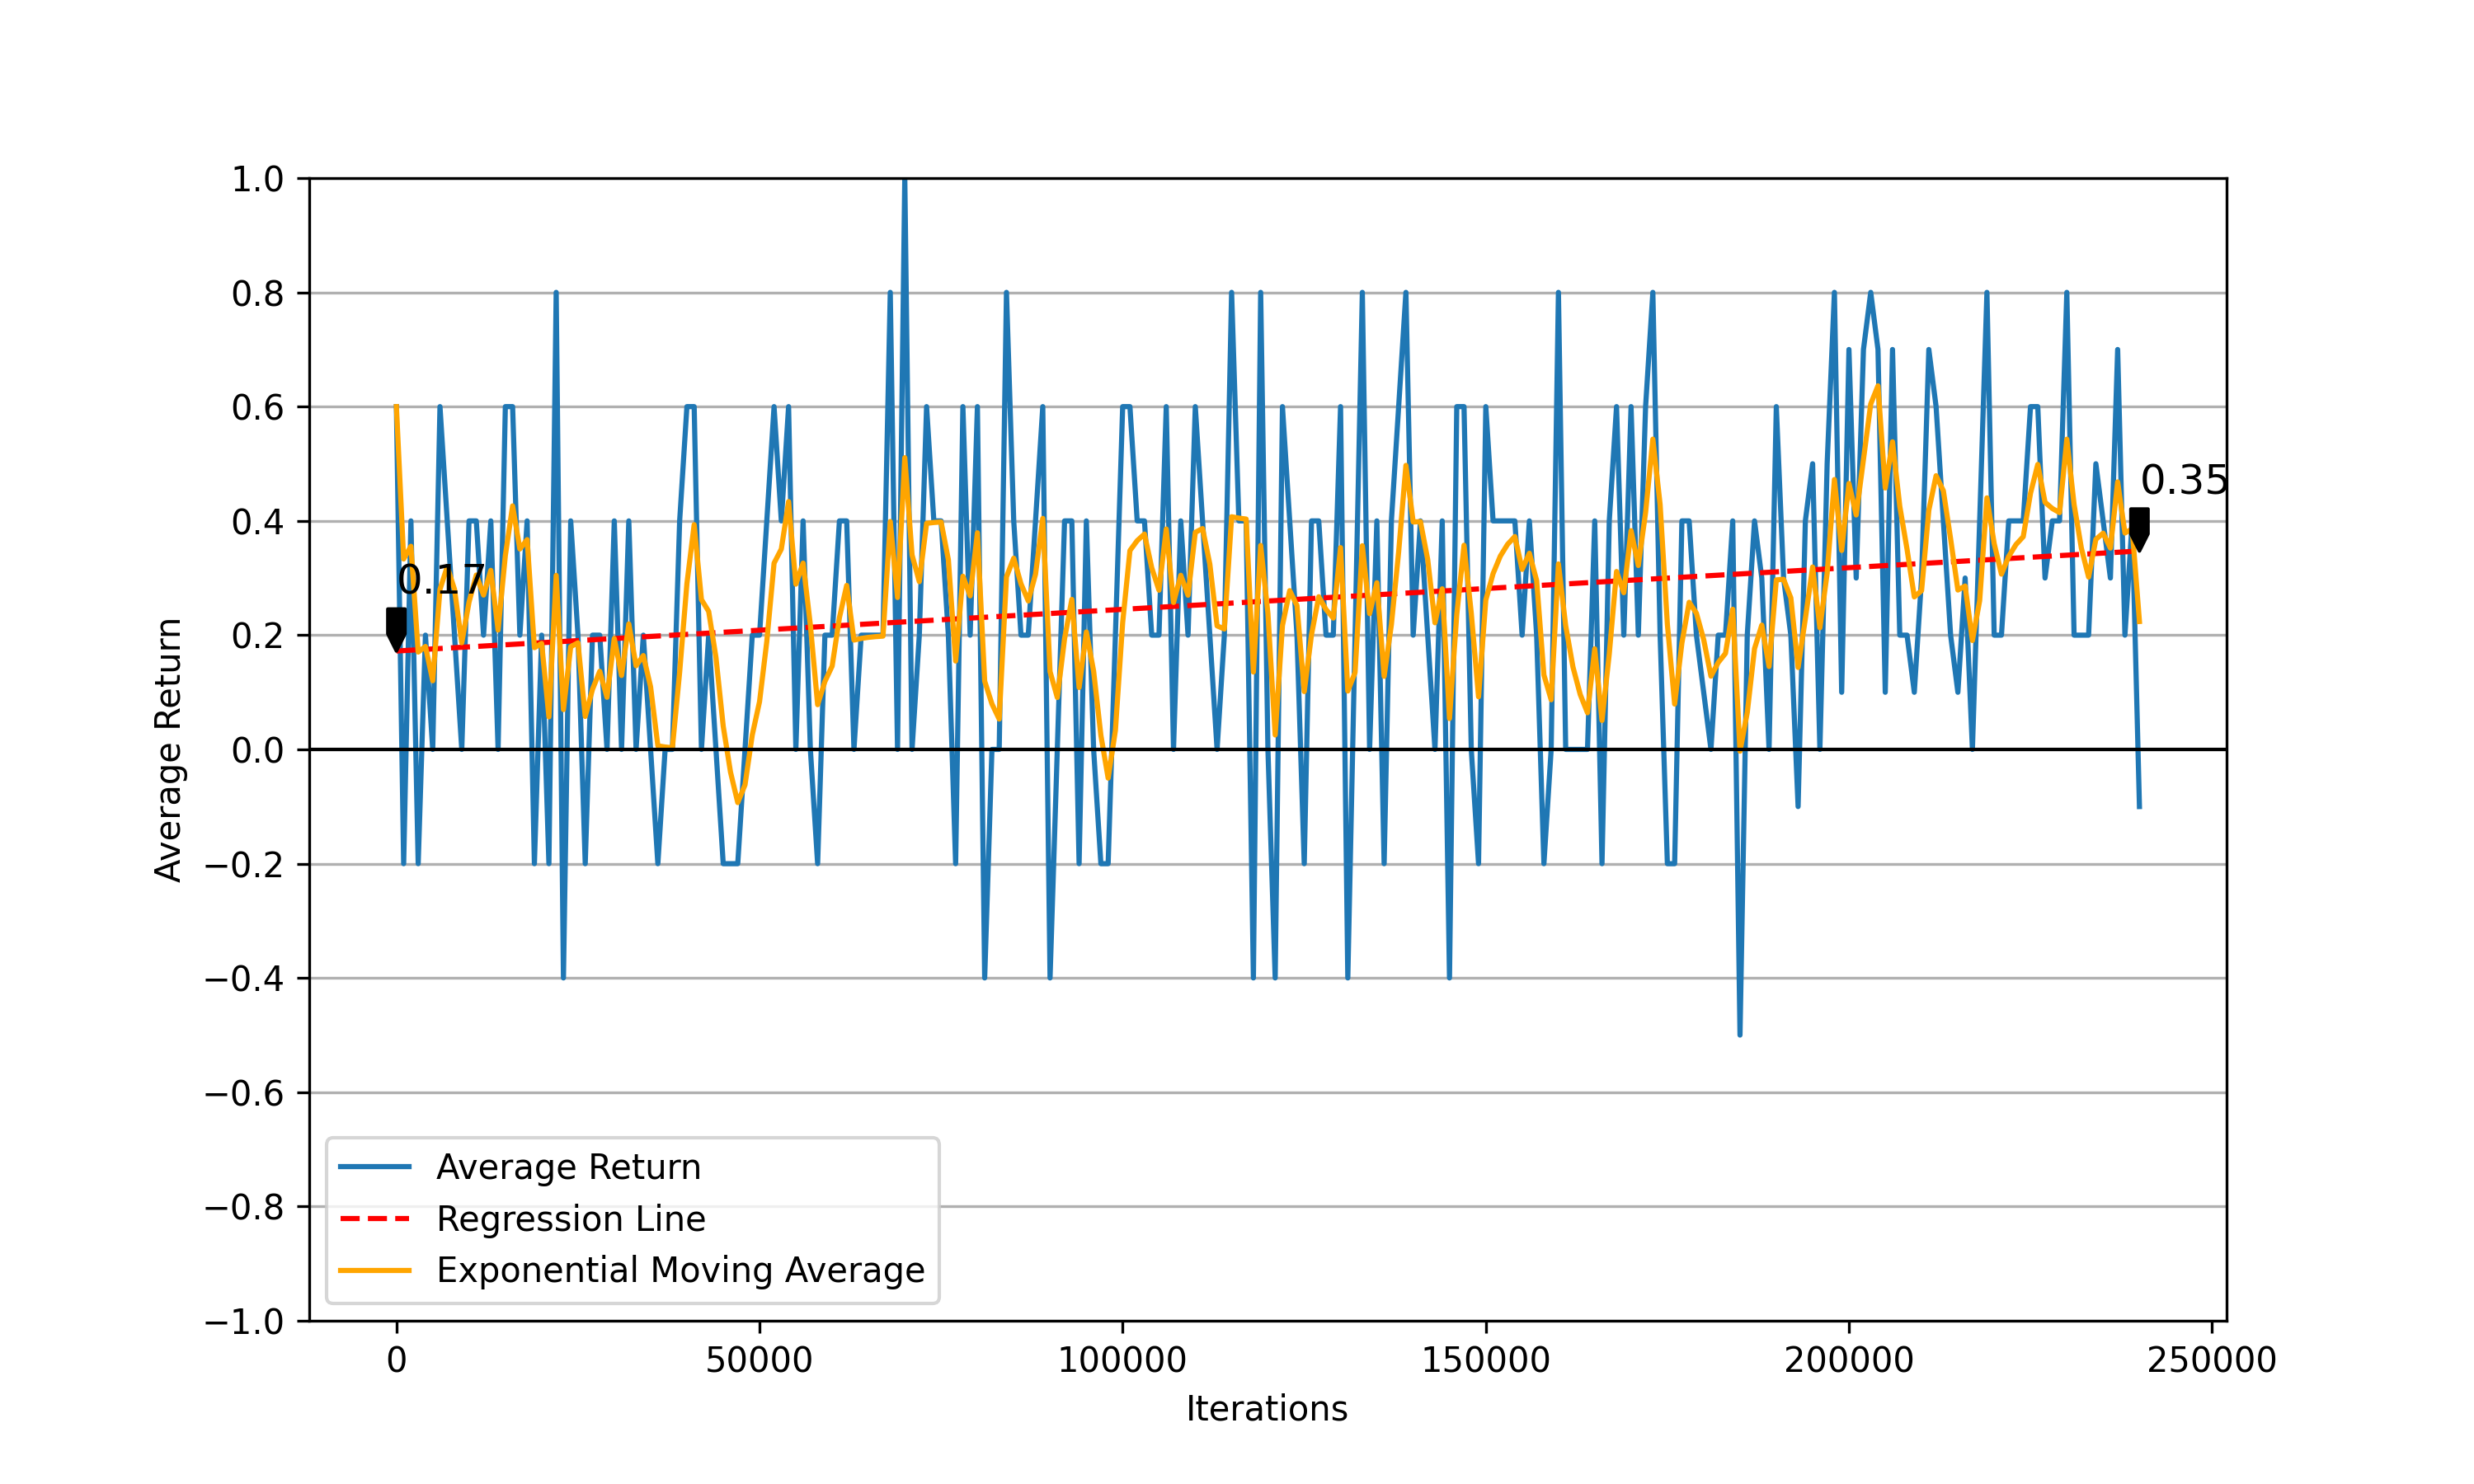 1.0
0.8
0.6
0.4
0.2
0.0
−0.2
−0.4
−0.6
−0.8
−1.0
Average Return
0.17
0.35
Average Return
Regression Line
Exponential Moving Average
0 50000 100000 150000 200000 250000
Iterations